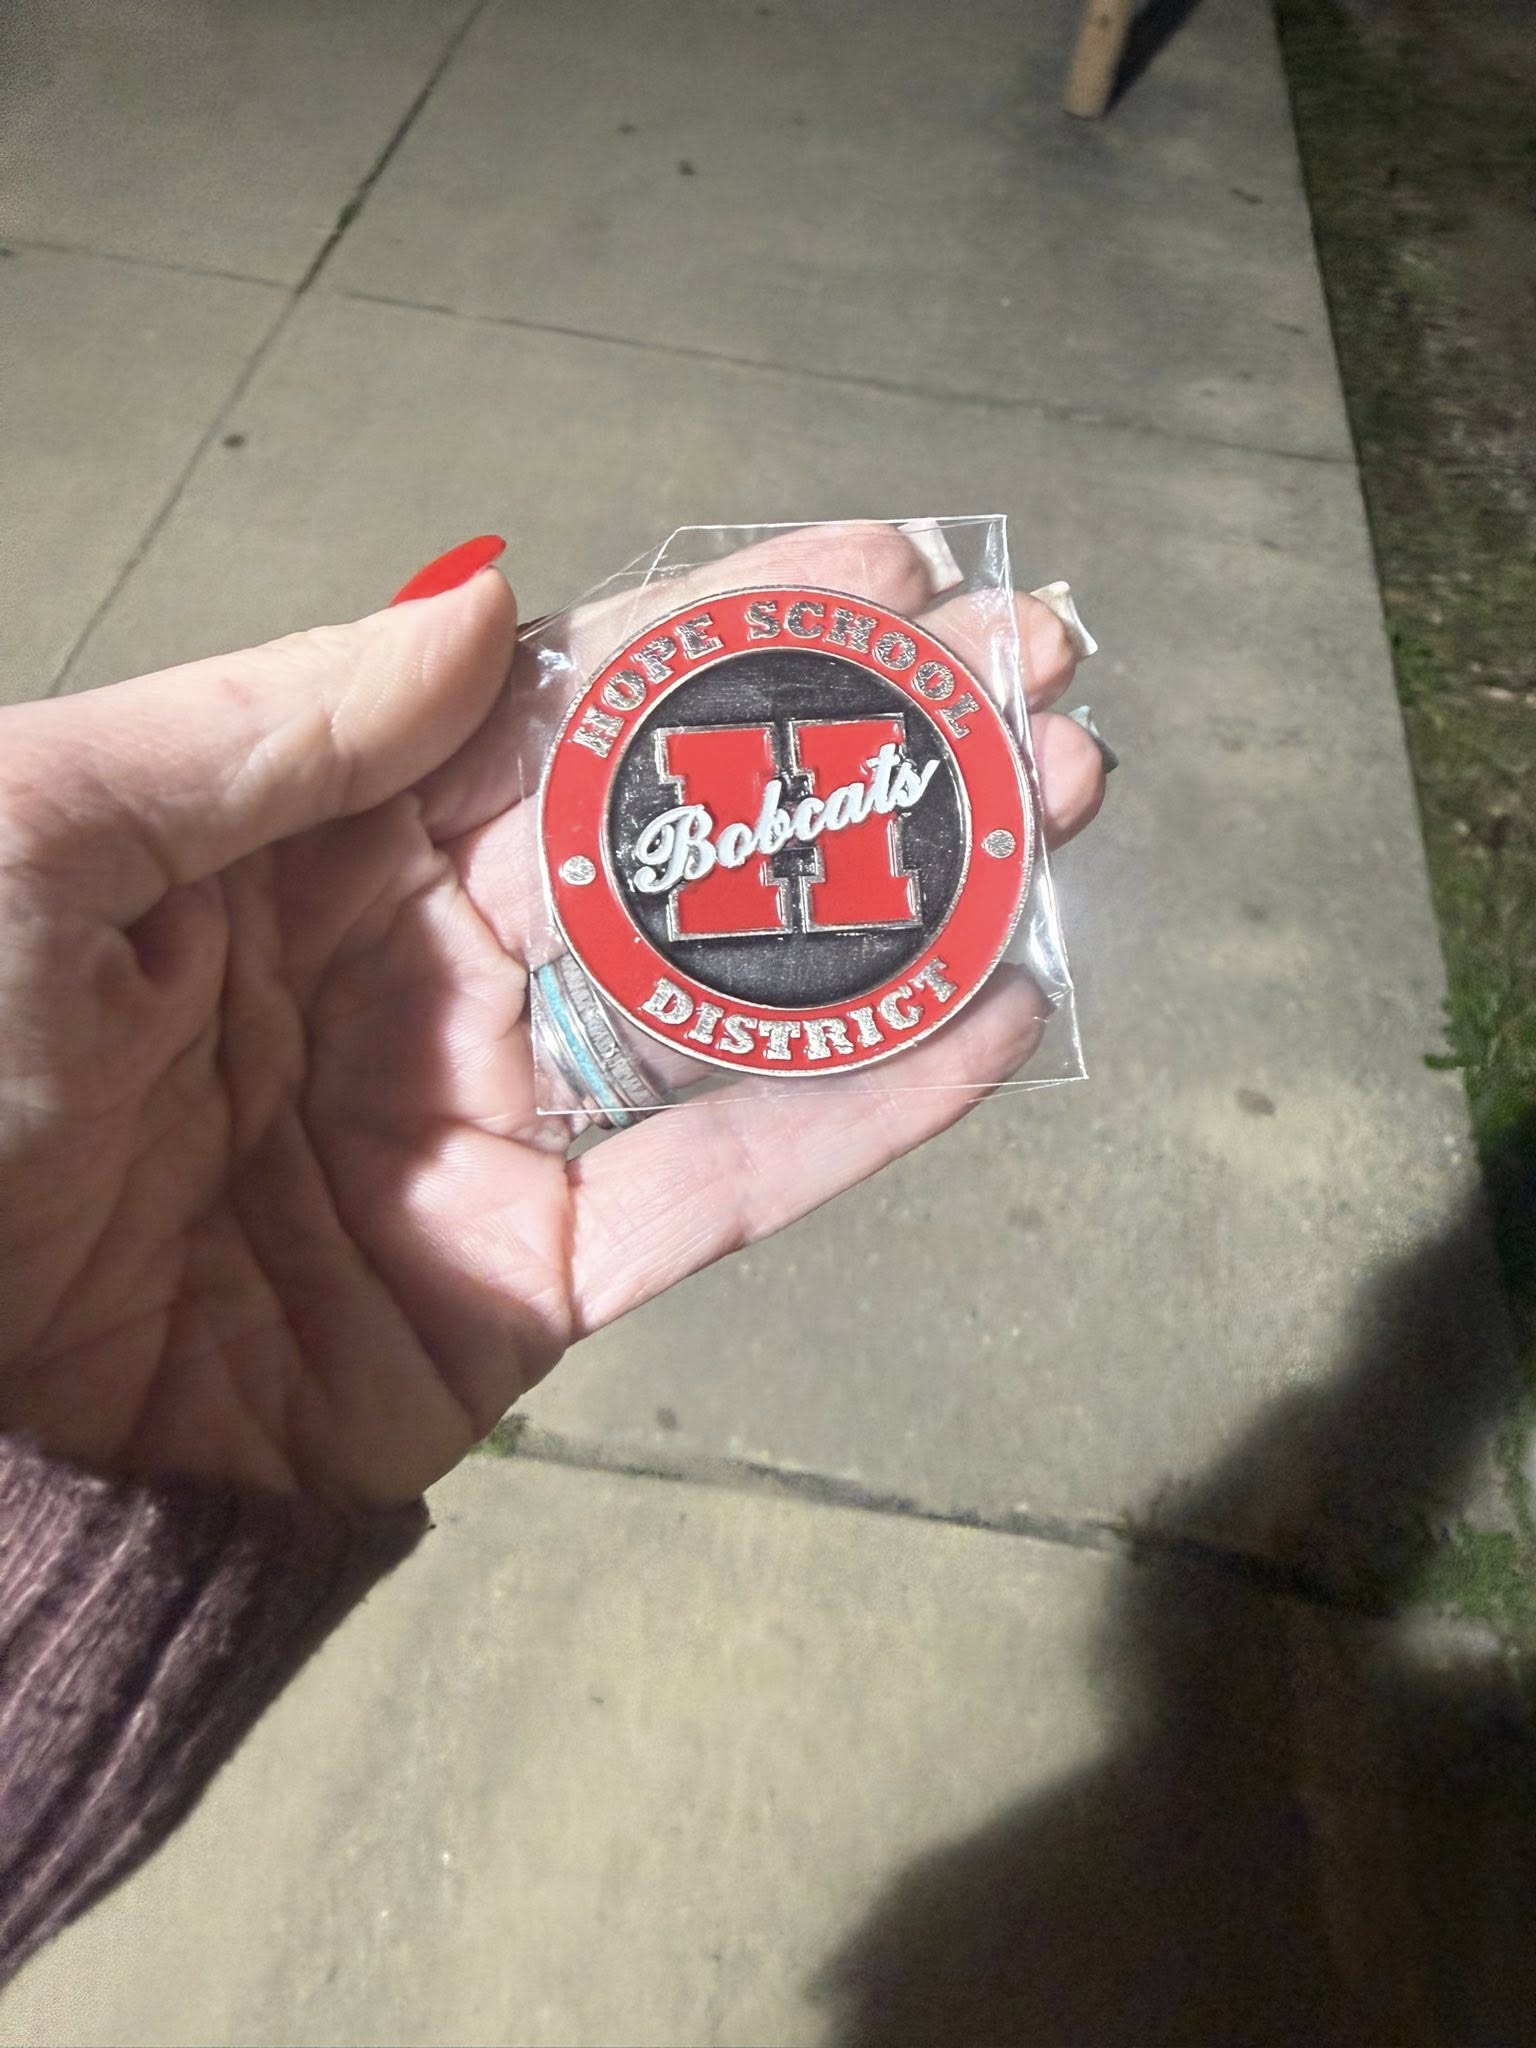 HOPE SCHOOL
H
Bobcats
DISTRICT